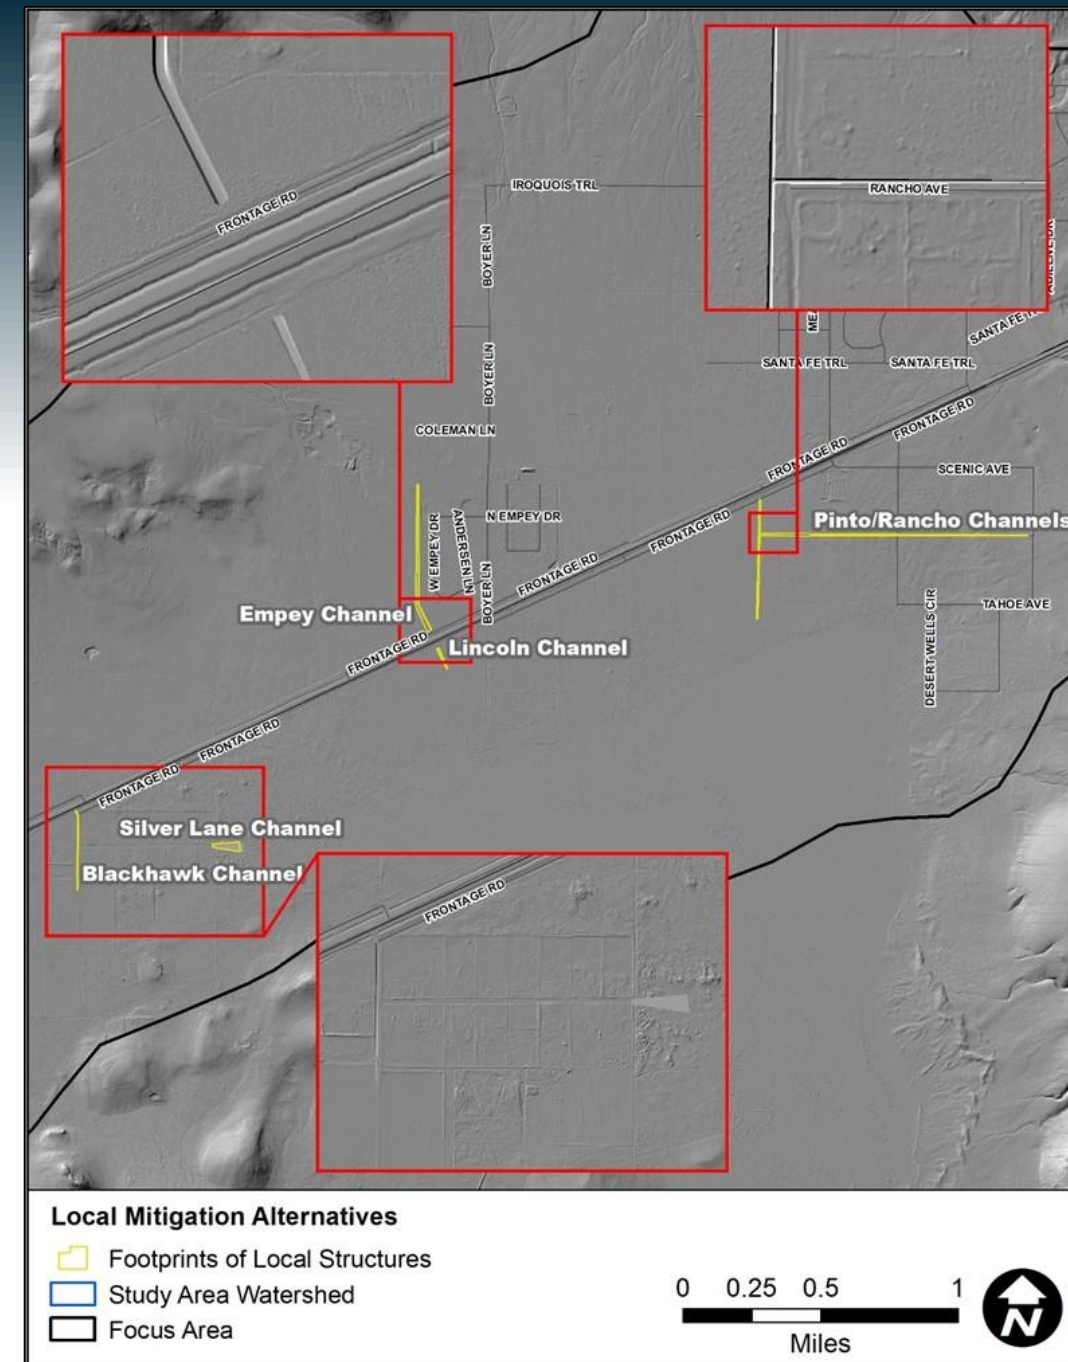 FRONTAGE RD
RANCHO AVE
IROQUOIS TRL
BOYER LN
SANTA FE TRL
SANTA FE TRL
SANTA FE
BOYER LN
FRONTAGE RD
COLEMAN LN
FRONTAGE RD
SCENIC AVE
N EMPEY DR
FRONTAGE RD
Pinto/Rancho Channels
W EMPEY DR
ANDERSEN LN
BOYER LN
FRONTAGE RD
TAHOE AVE
Empey Channel
Lincoln Channel
FRONTAGE RD
DESERT WELLS CIR
FRONTAGE RD
FRONTAGE RD
Silver Lane Channel
Blackhawk Channel
FRONTAGE RD
Local Mitigation Alternatives
Footprints of Local Structures
Study Area Watershed
Focus Area
0 0.25 0.5 1
Miles
N